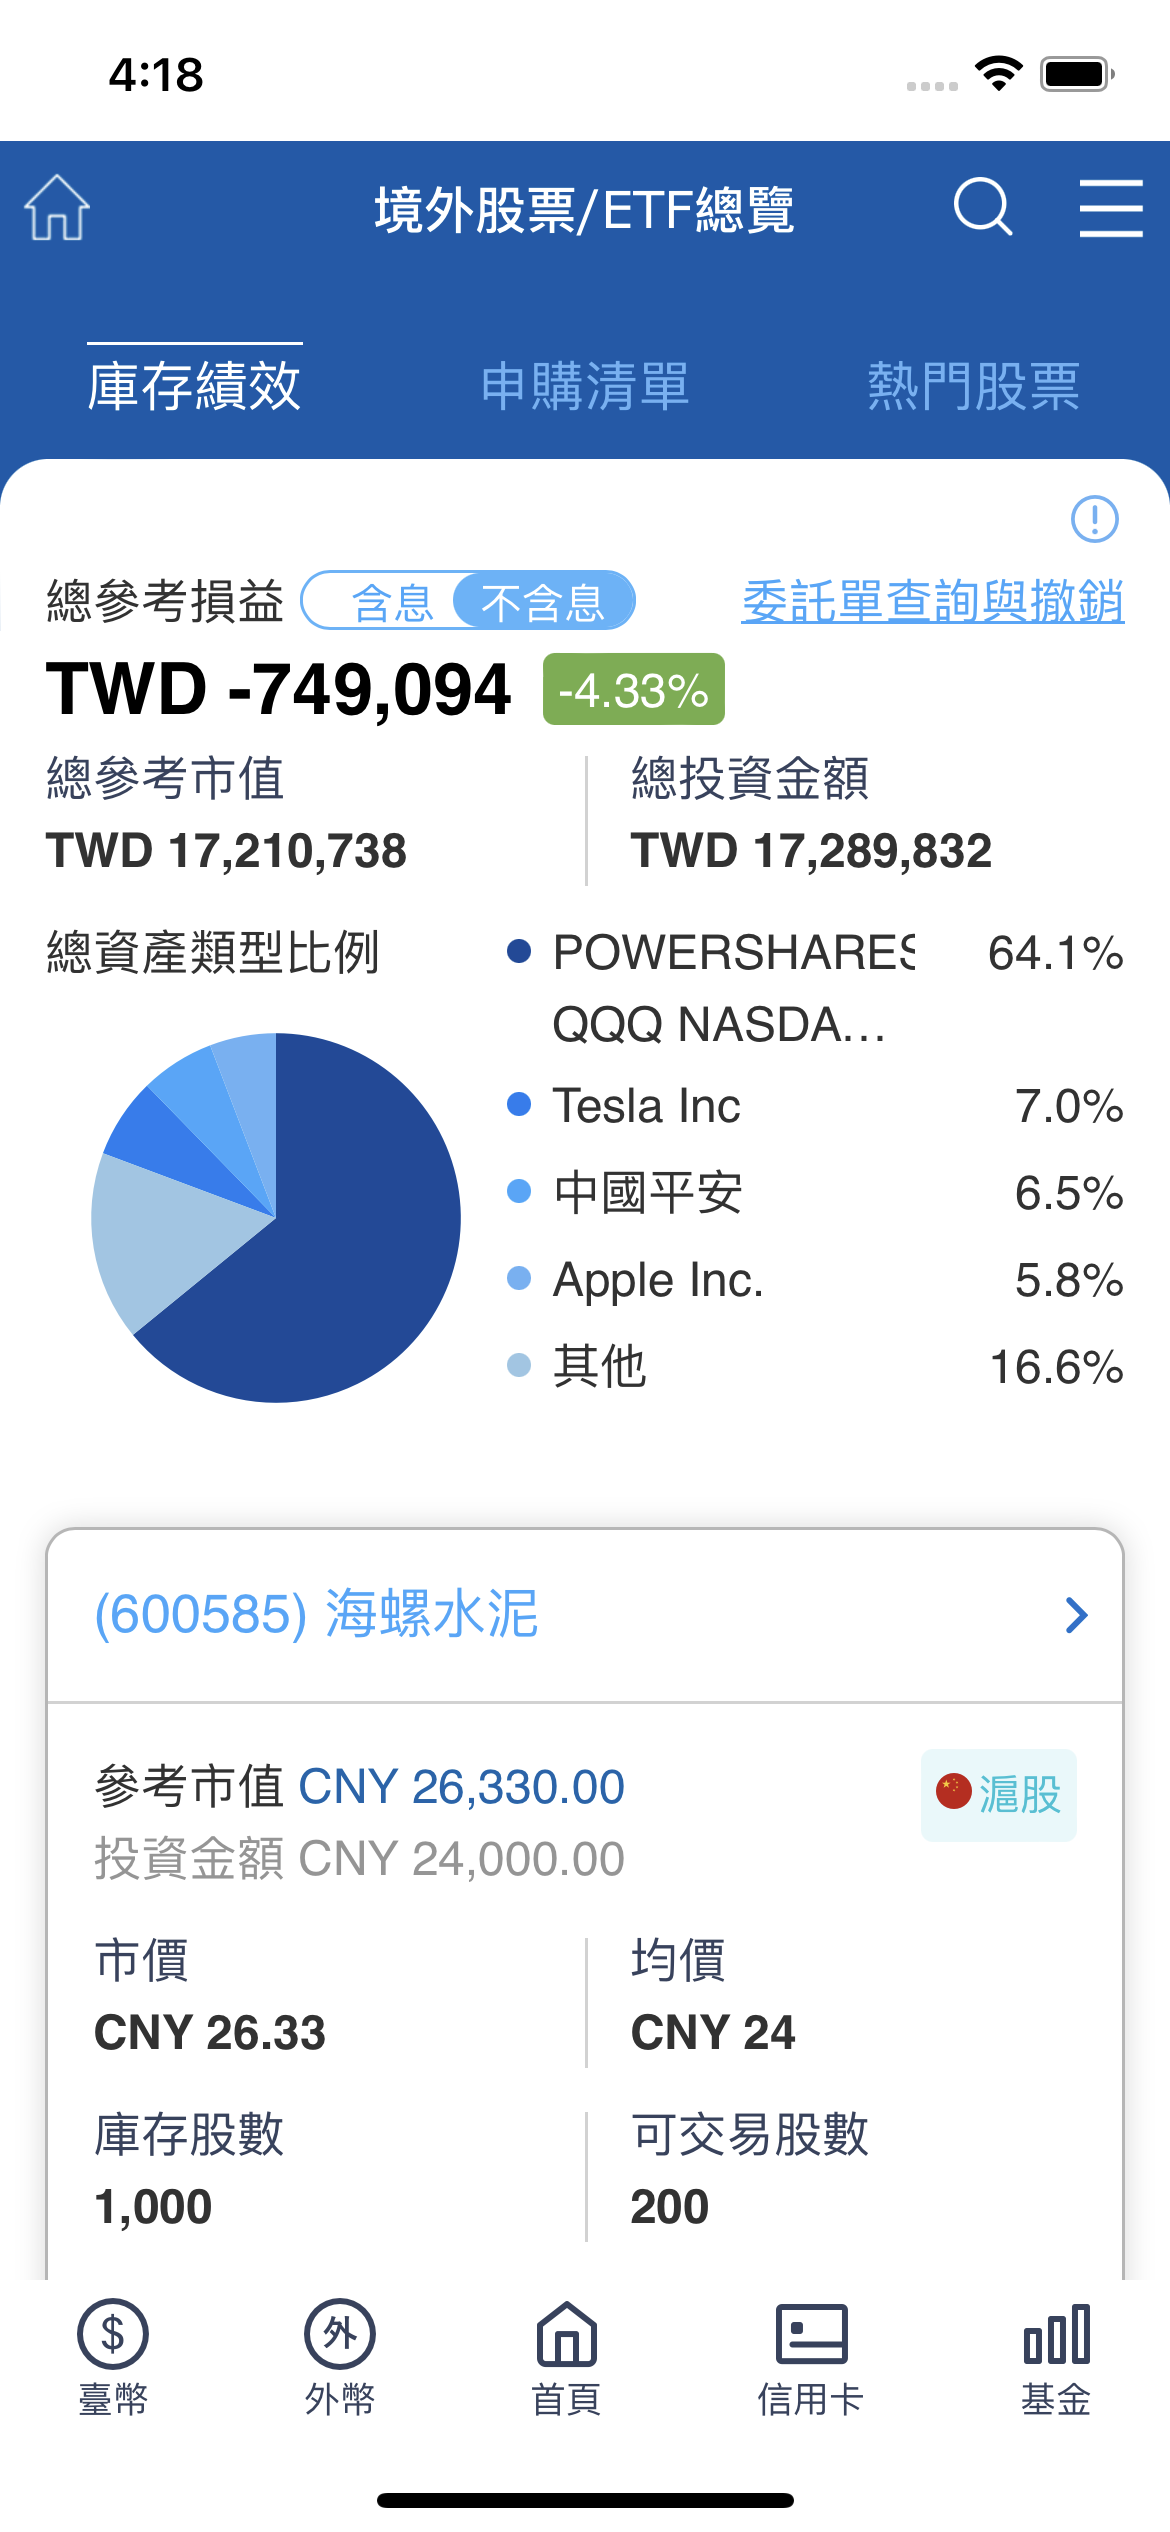 4:18
境外股票/ETF總覽
庫存績效
申購清單
熱門股票
總參考損益 含息 不含息 委託單查詢與撤銷
TWD -749,094 -4.33%
總參考市值 總投資金額
TWD 17,210,738 TWD 17,289,832
總資產類型比例
POWERSHARES 64.1%
QQQ NASDA...
Tesla Inc 7.0%
中國平安 6.5%
Apple Inc. 5.8%
其他 16.6%
(600585) 海螺水泥
參考市值 CNY 26,330.00 滬股
投資金額 CNY 24,000.00
市價 均價
CNY 26.33 CNY 24
庫存股數 可交易股數
1,000 200
$ 外
臺幣 外幣 首頁 信用卡 基金